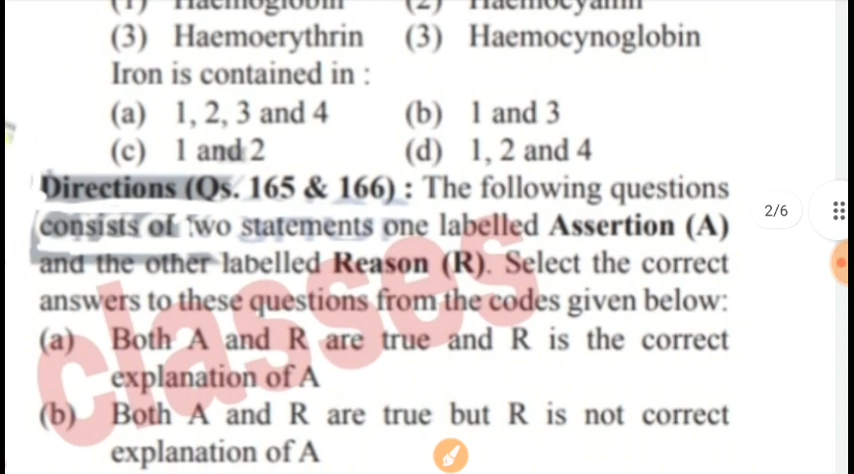 (3) Haemoerythrin (3) Haemocynoglobin
Iron is contained in :
(a) 1, 2, 3 and 4 (b) 1 and 3
(c) 1 and 2 (d) 1, 2 and 4
Directions (Qs. 165 & 166) : The following questions
consists of two statements one labelled Assertion (A)
and the other labelled Reason (R). Select the correct
answers to these questions from the codes given below:
(a) Both A and R are true and R is the correct
explanation of A
(b) Both A and R are true but R is not correct
explanation of A
2/6
classes